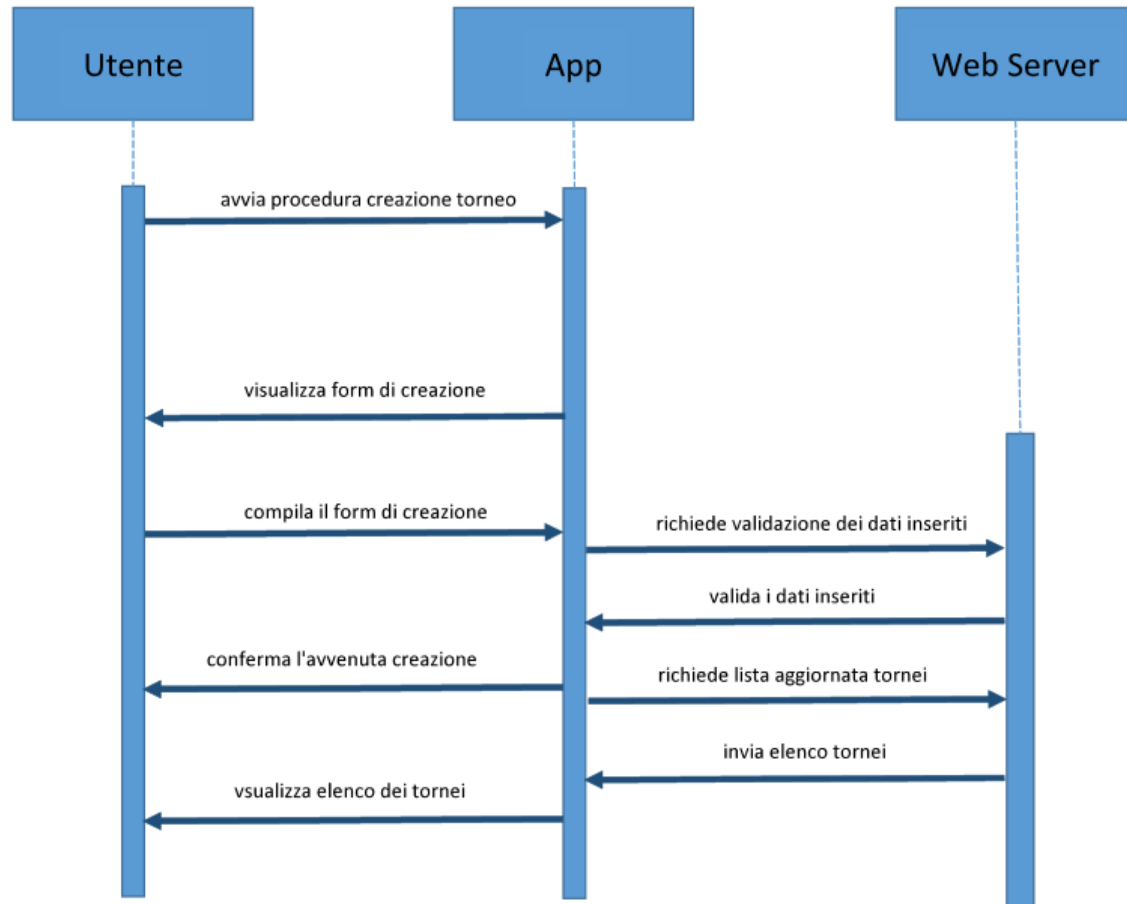 Utente
App
Web Server
avvia procedura creazione torneo
visualizza form di creazione
compila il form di creazione
richiede validazione dei dati inseriti
valida i dati inseriti
conferma l'avvenuta creazione
richiede lista aggiornata tornei
invia elenco tornei
vsualizza elenco dei tornei